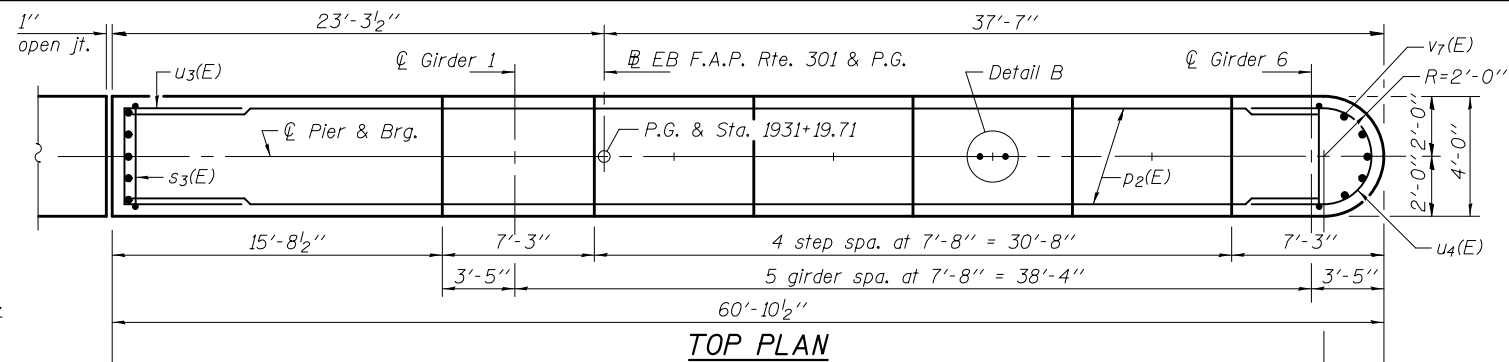 1''
open jt.
23'-3½''
37'-7''
u3(E)
℄ Girder 1
EB F.A.P. Rte. 301 & P.G.
Detail B
℄ Girder 6
v7(E)
R=2'-0''
℄ Pier & Brg.
P.G. & Sta. 1931+19.71
s3(E)
p2(E)
2'-0''
2'-0''
4'-0''
u4(E)
15'-8½''
7'-3''
4 step spa. at 7'-8'' = 30'-8''
7'-3''
3'-5''
5 girder spa. at 7'-8'' = 38'-4''
3'-5''
60'-10½''
TOP PLAN